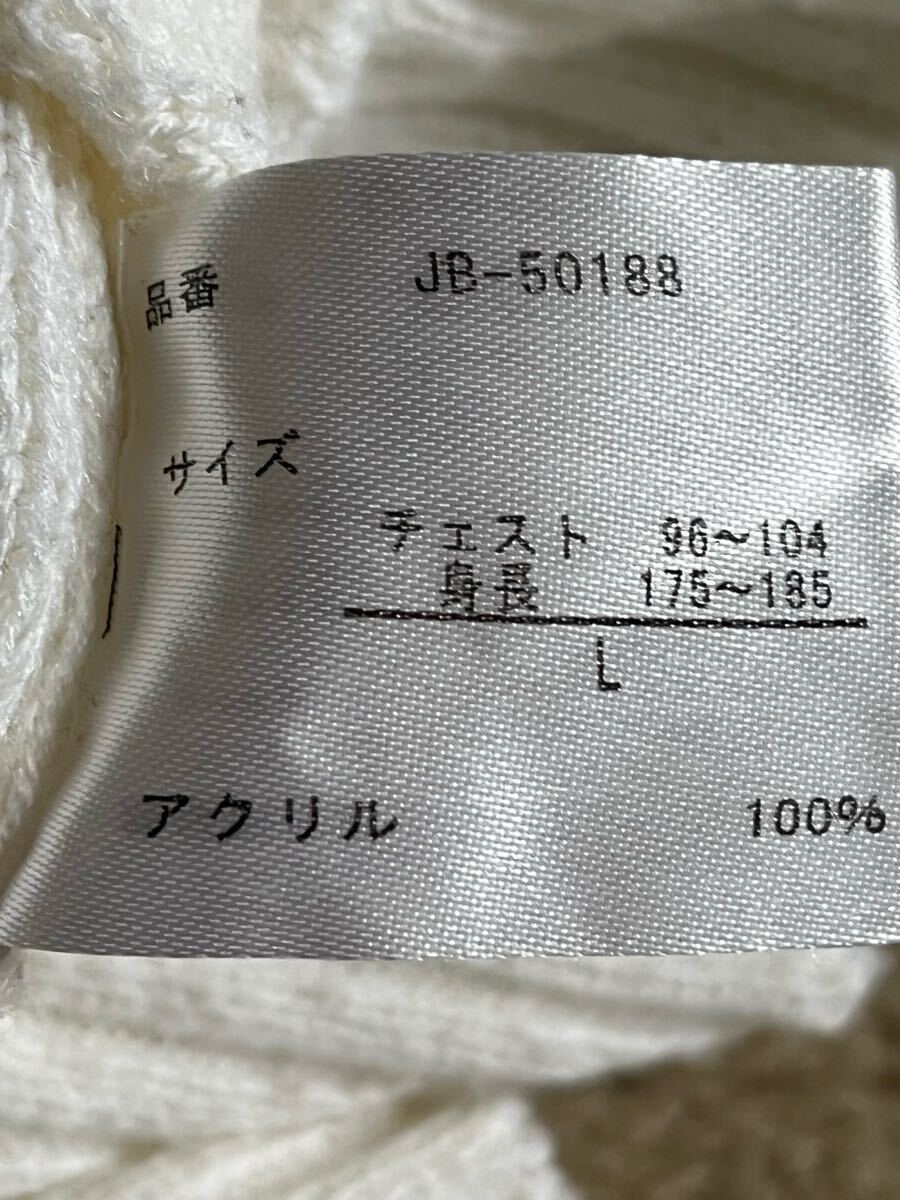 品番 JB-50188
サイズ
チェスト 96~104
身長 175~185
L
アクリル 100%